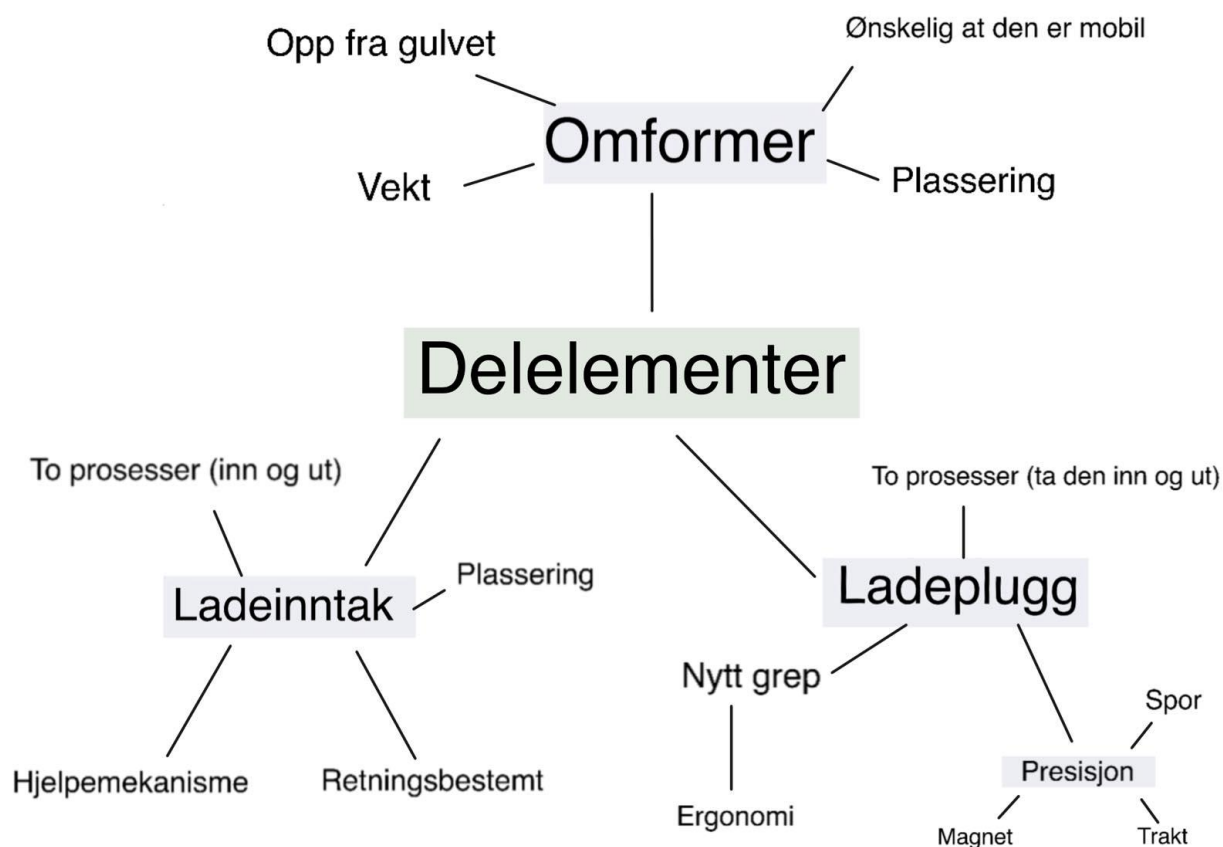 Ønskelig at den er mobil
Opp fra gulvet
Omformer
Vekt
Plassering
Delelementer
To prosesser (inn og ut)
To prosesser (ta den inn og ut)
Plassering
Ladeinntak
Ladeplugg
Nytt grep
Spor
Hjelpemekanisme
Retningsbestemt
Presisjon
Ergonomi
Magnet
Trakt